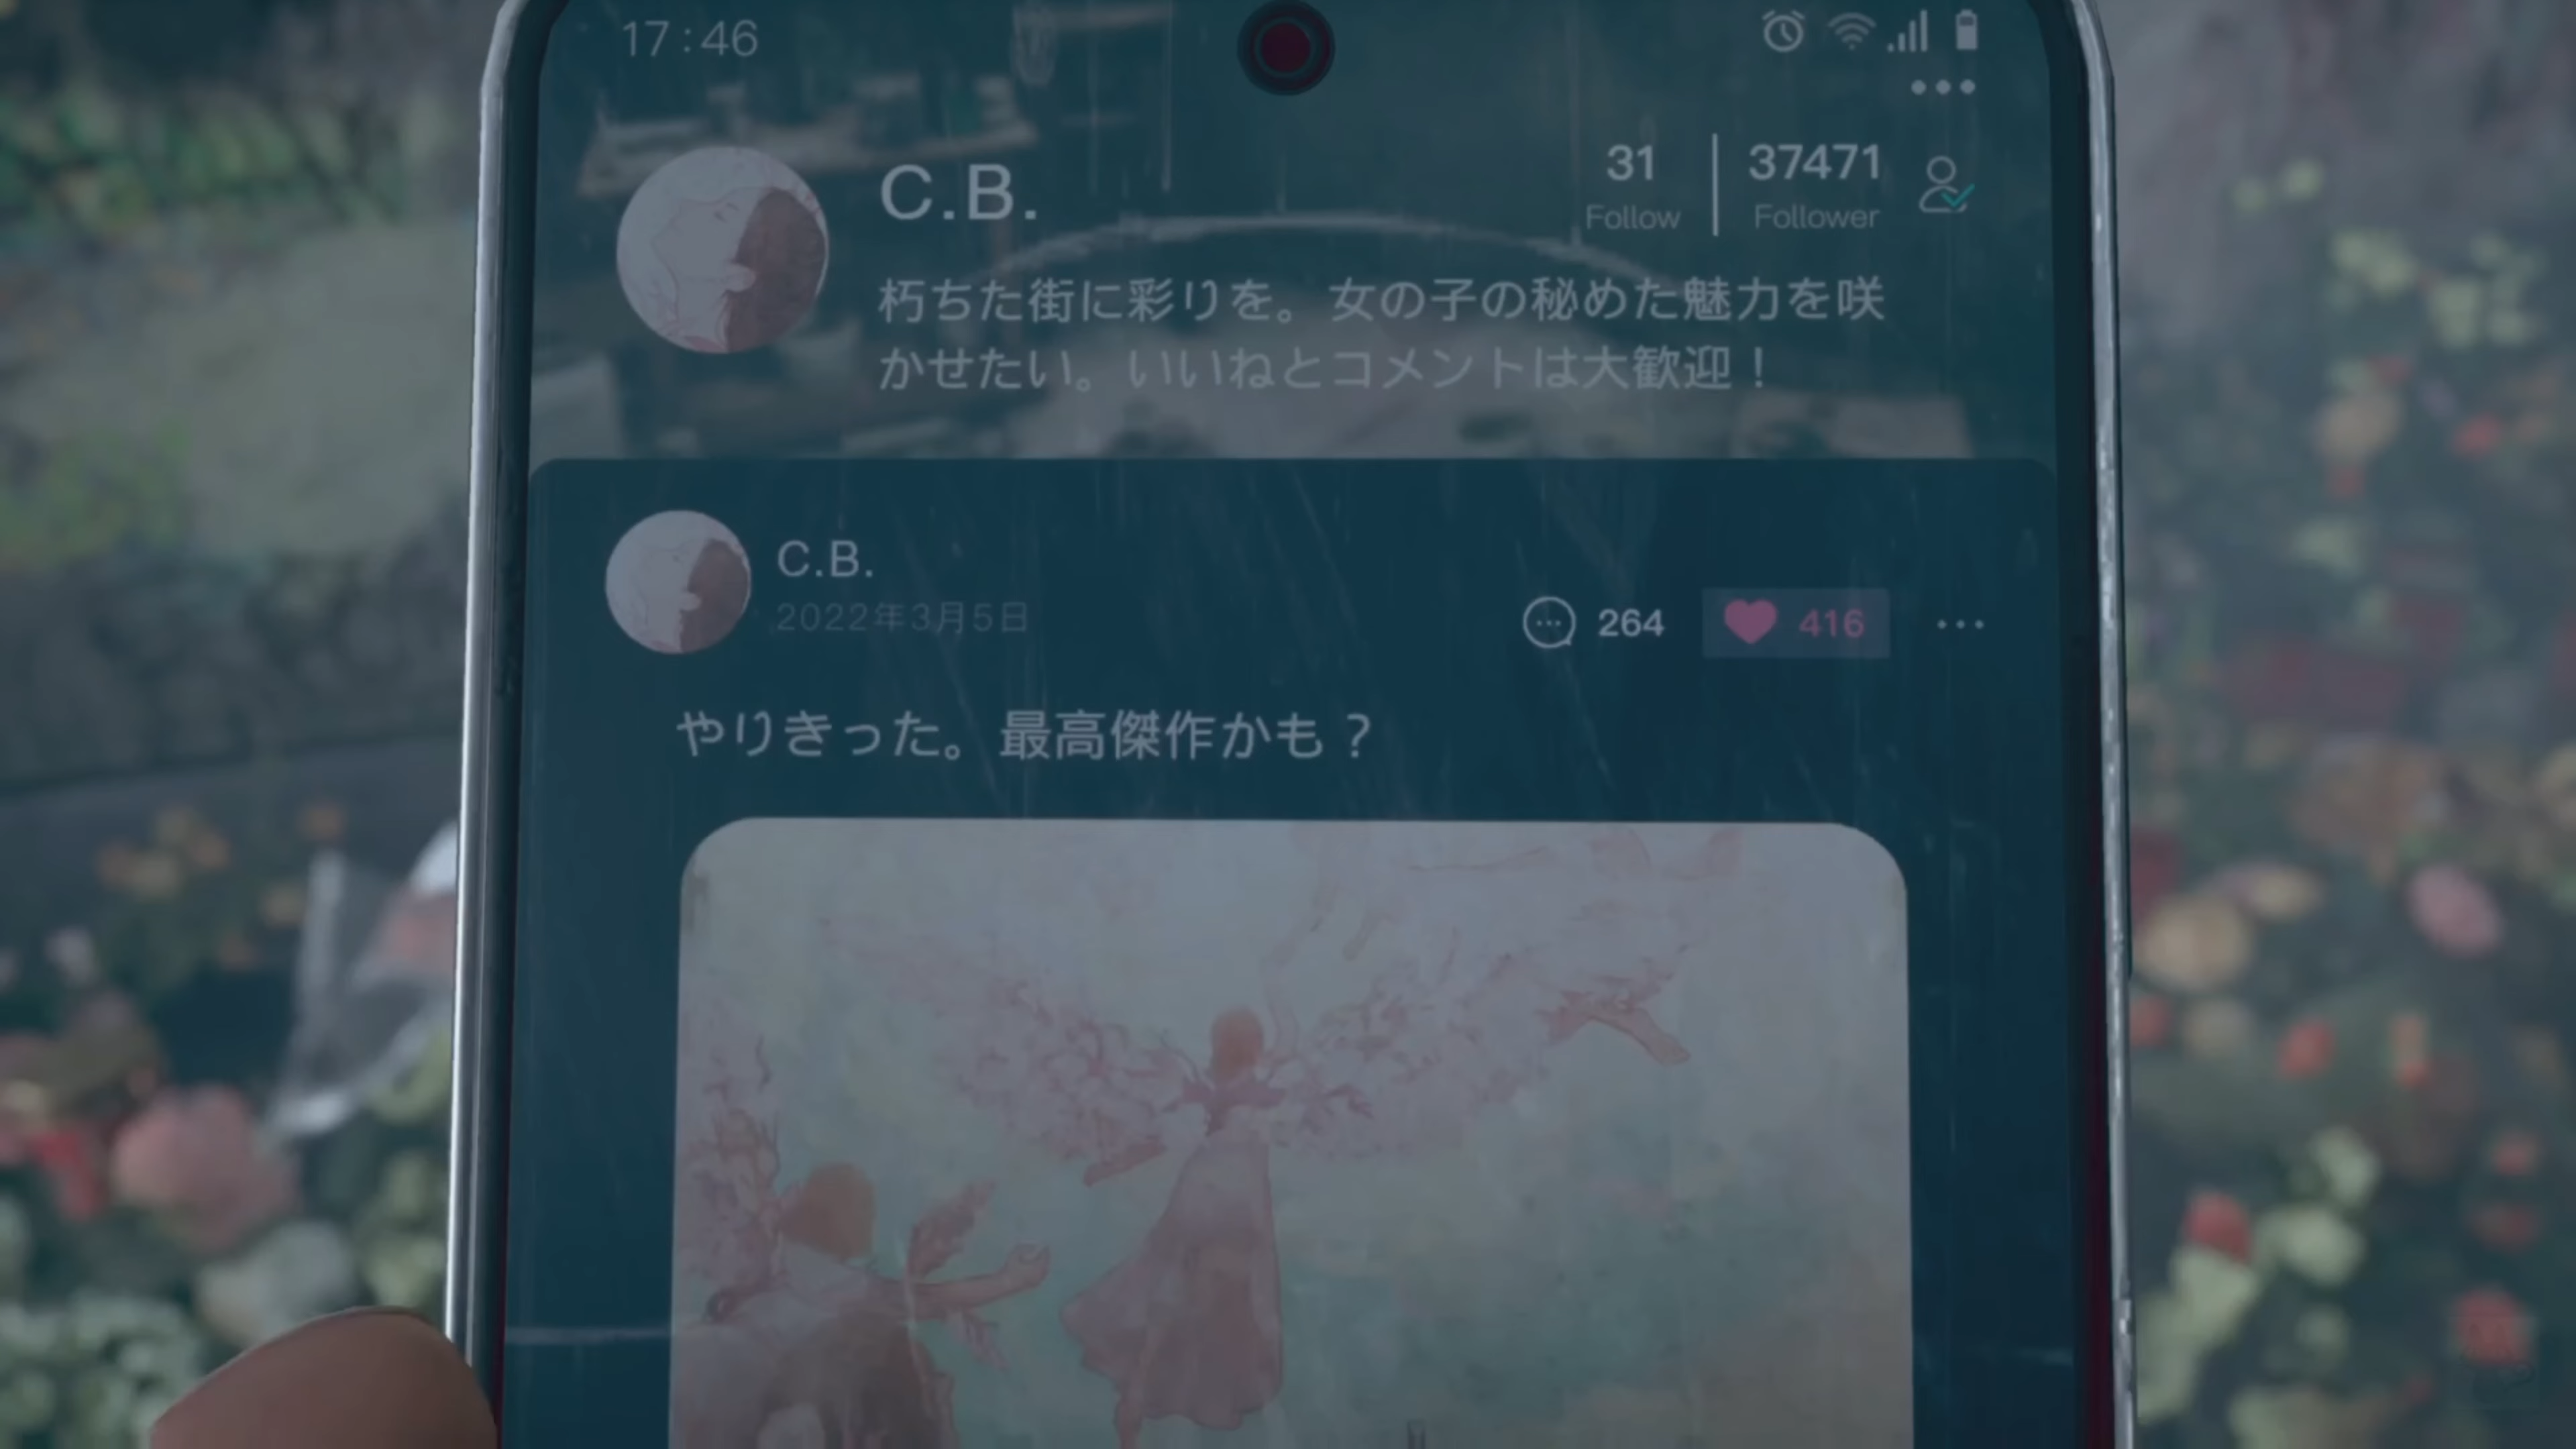 17:46
C.B.
31
Follow
37471
Follower
朽ちた街に彩りを。女の子の秘めた魅力を咲
かせたい。いいねとコメントは大歓迎！
C.B.
2022年3月5日
264
416
やりきった。最高傑作かも？